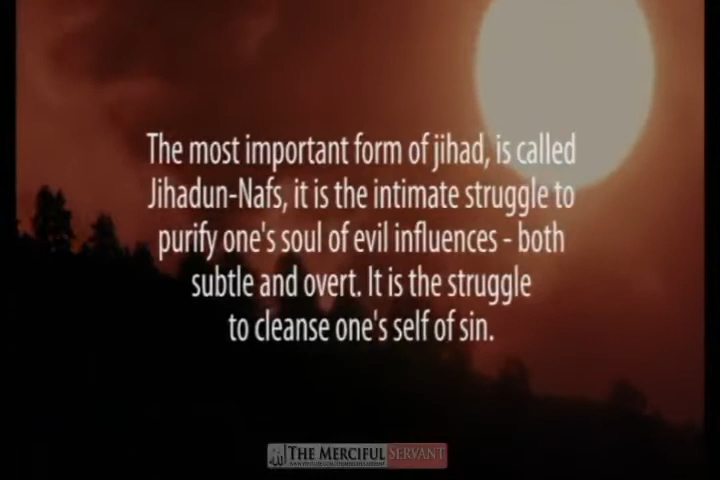 The most important form of jihad, is called
Jihadun-Nafs, it is the intimate struggle to
purify one's soul of evil influences - both
subtle and overt. It is the struggle
to cleanse one's self of sin.
THE MERCIFUL SERVANT